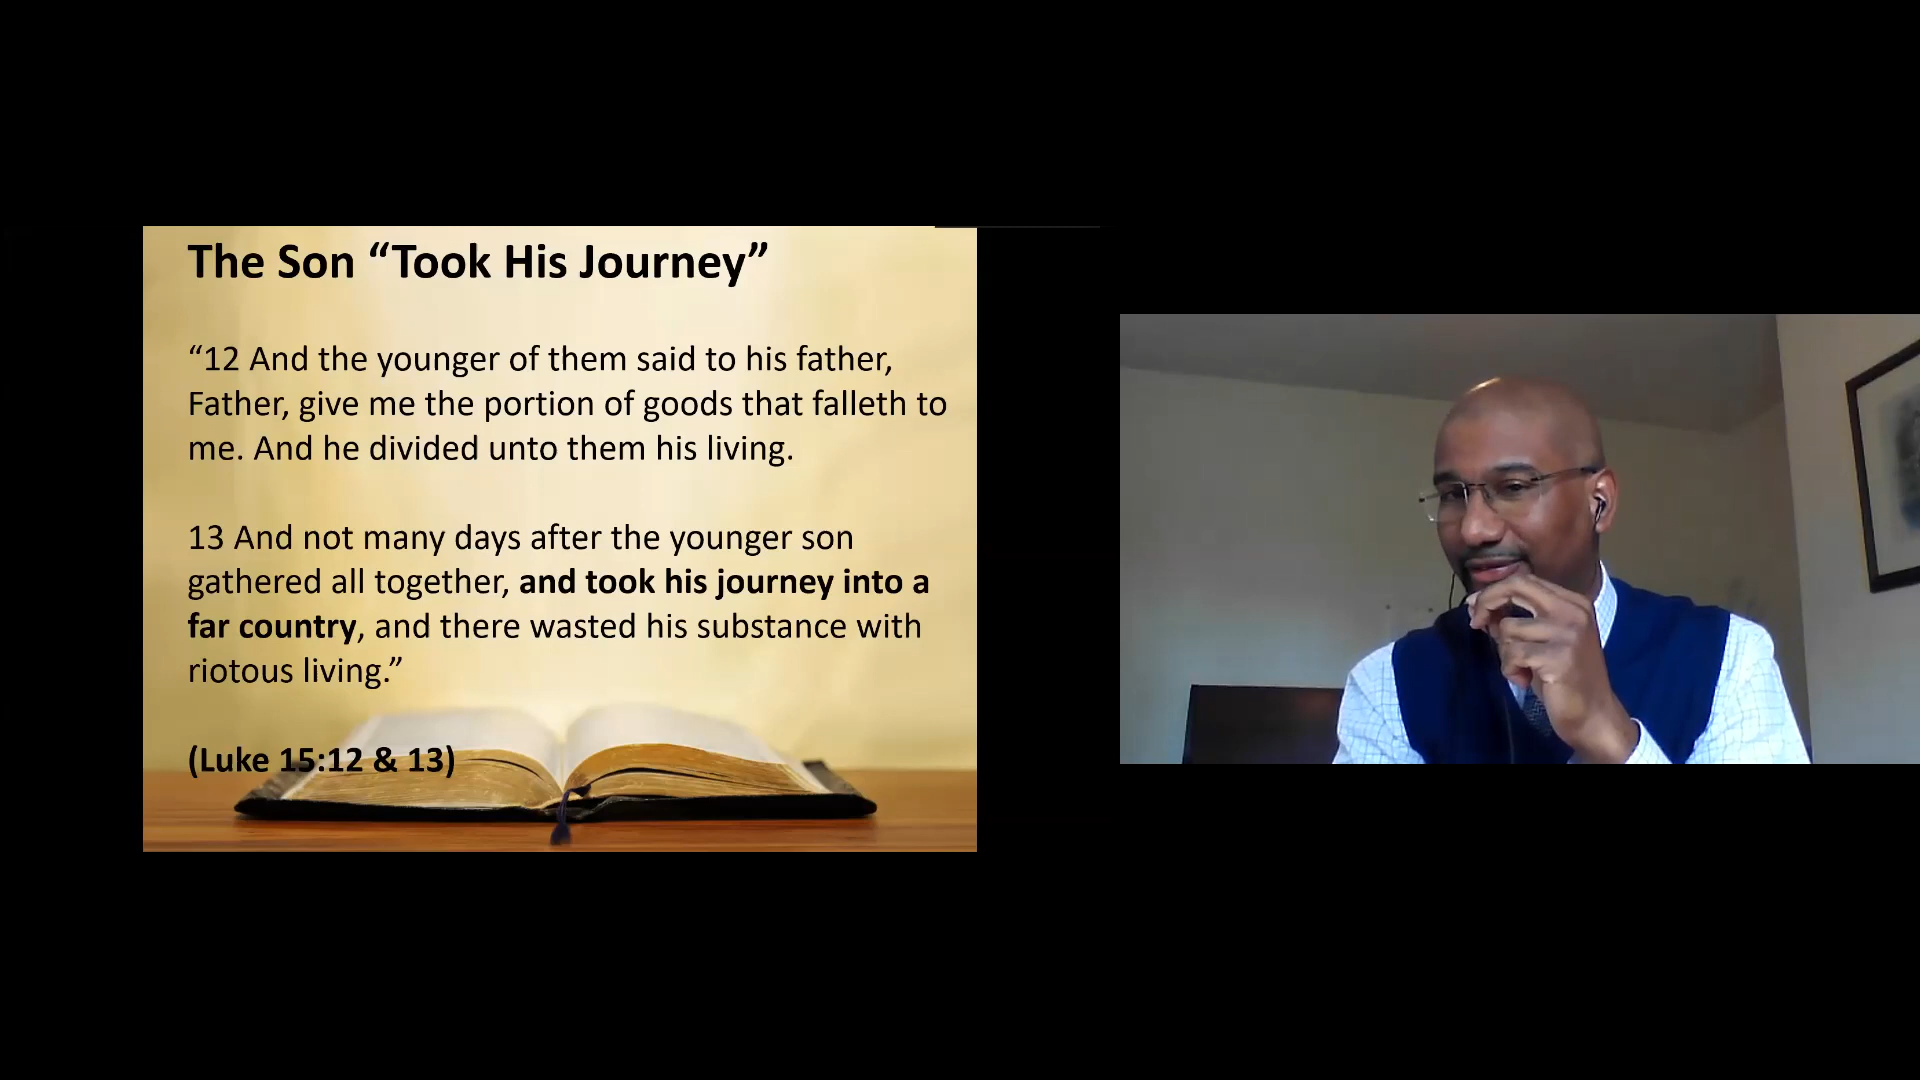 The Son “Took His Journey”
“12 And the younger of them said to his father,
Father, give me the portion of goods that falleth to
me. And he divided unto them his living.
13 And not many days after the younger son
gathered all together, and took his journey into a
far country, and there wasted his substance with
riotous living.”
(Luke 15:12 & 13)